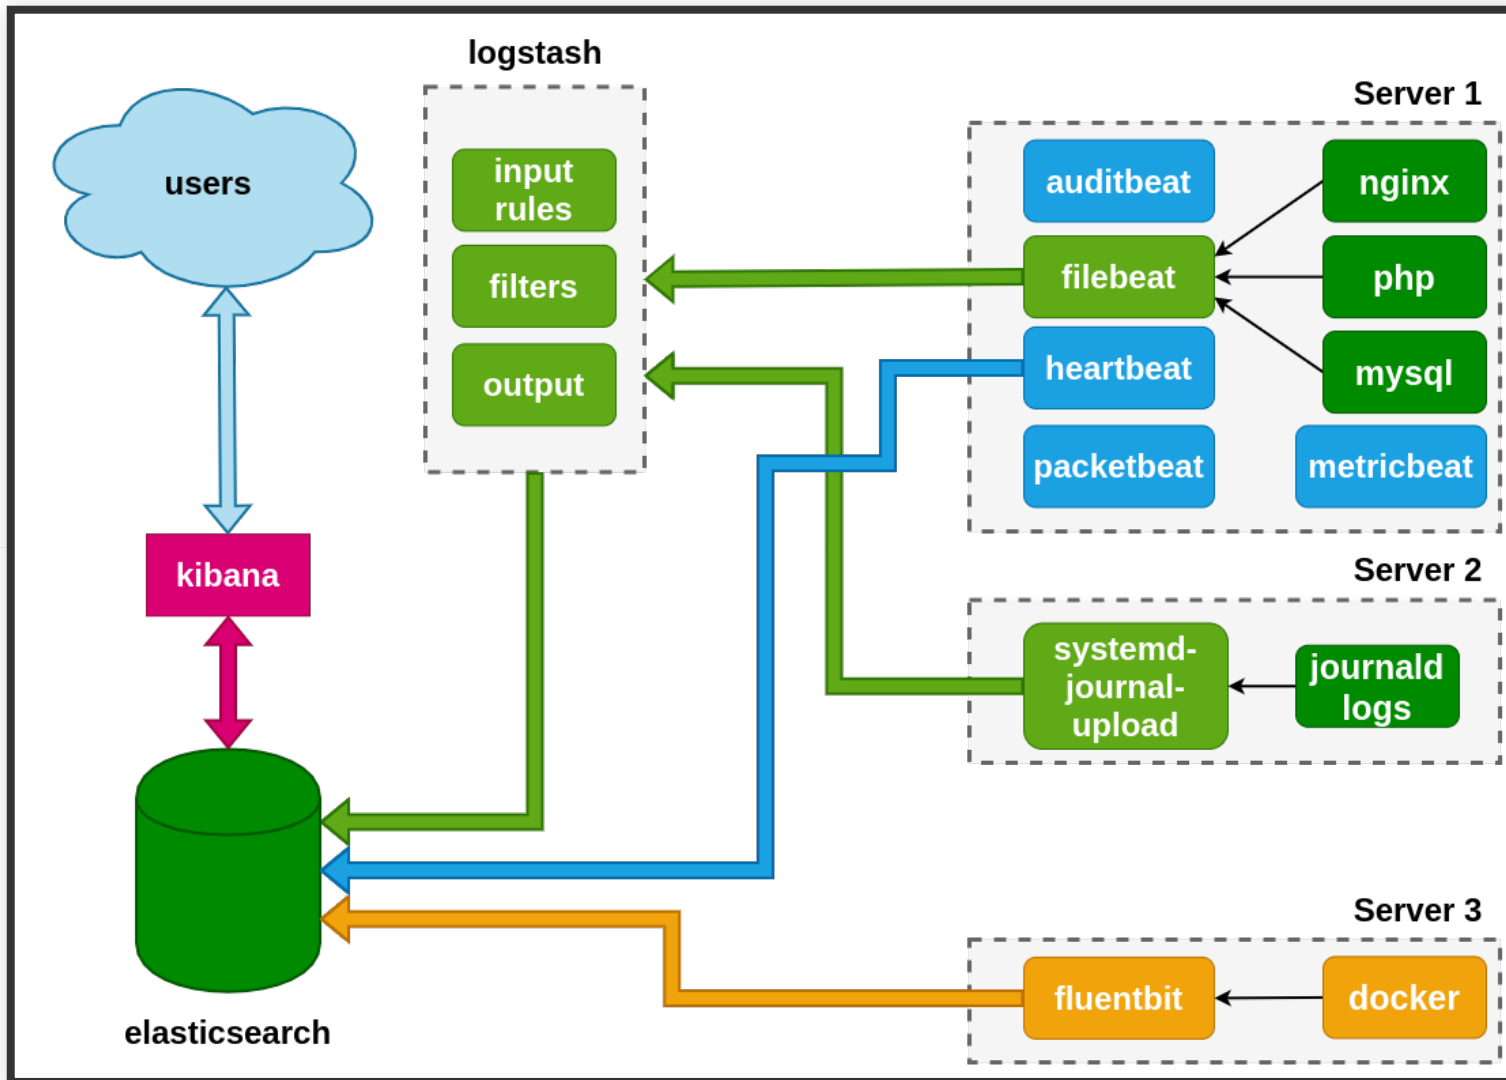 logstash
Server 1
users
input
rules
filters
output
auditbeat
nginx
filebeat
php
heartbeat
mysql
packetbeat
metricbeat
kibana
Server 2
systemd-
journal-
upload
journald
logs
elasticsearch
Server 3
fluentbit
docker